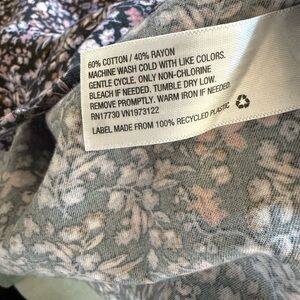 60% COTTON / 40% RAYON
MACHINE WASH COLD WITH LIKE COLORS.
GENTLE CYCLE. ONLY NON-CHLORINE
BLEACH IF NEEDED. TUMBLE DRY LOW.
REMOVE PROMPTLY. WARM IRON IF NEEDED.
RN17730 VN1973122
LABEL MADE FROM 100% RECYCLED PLASTIC